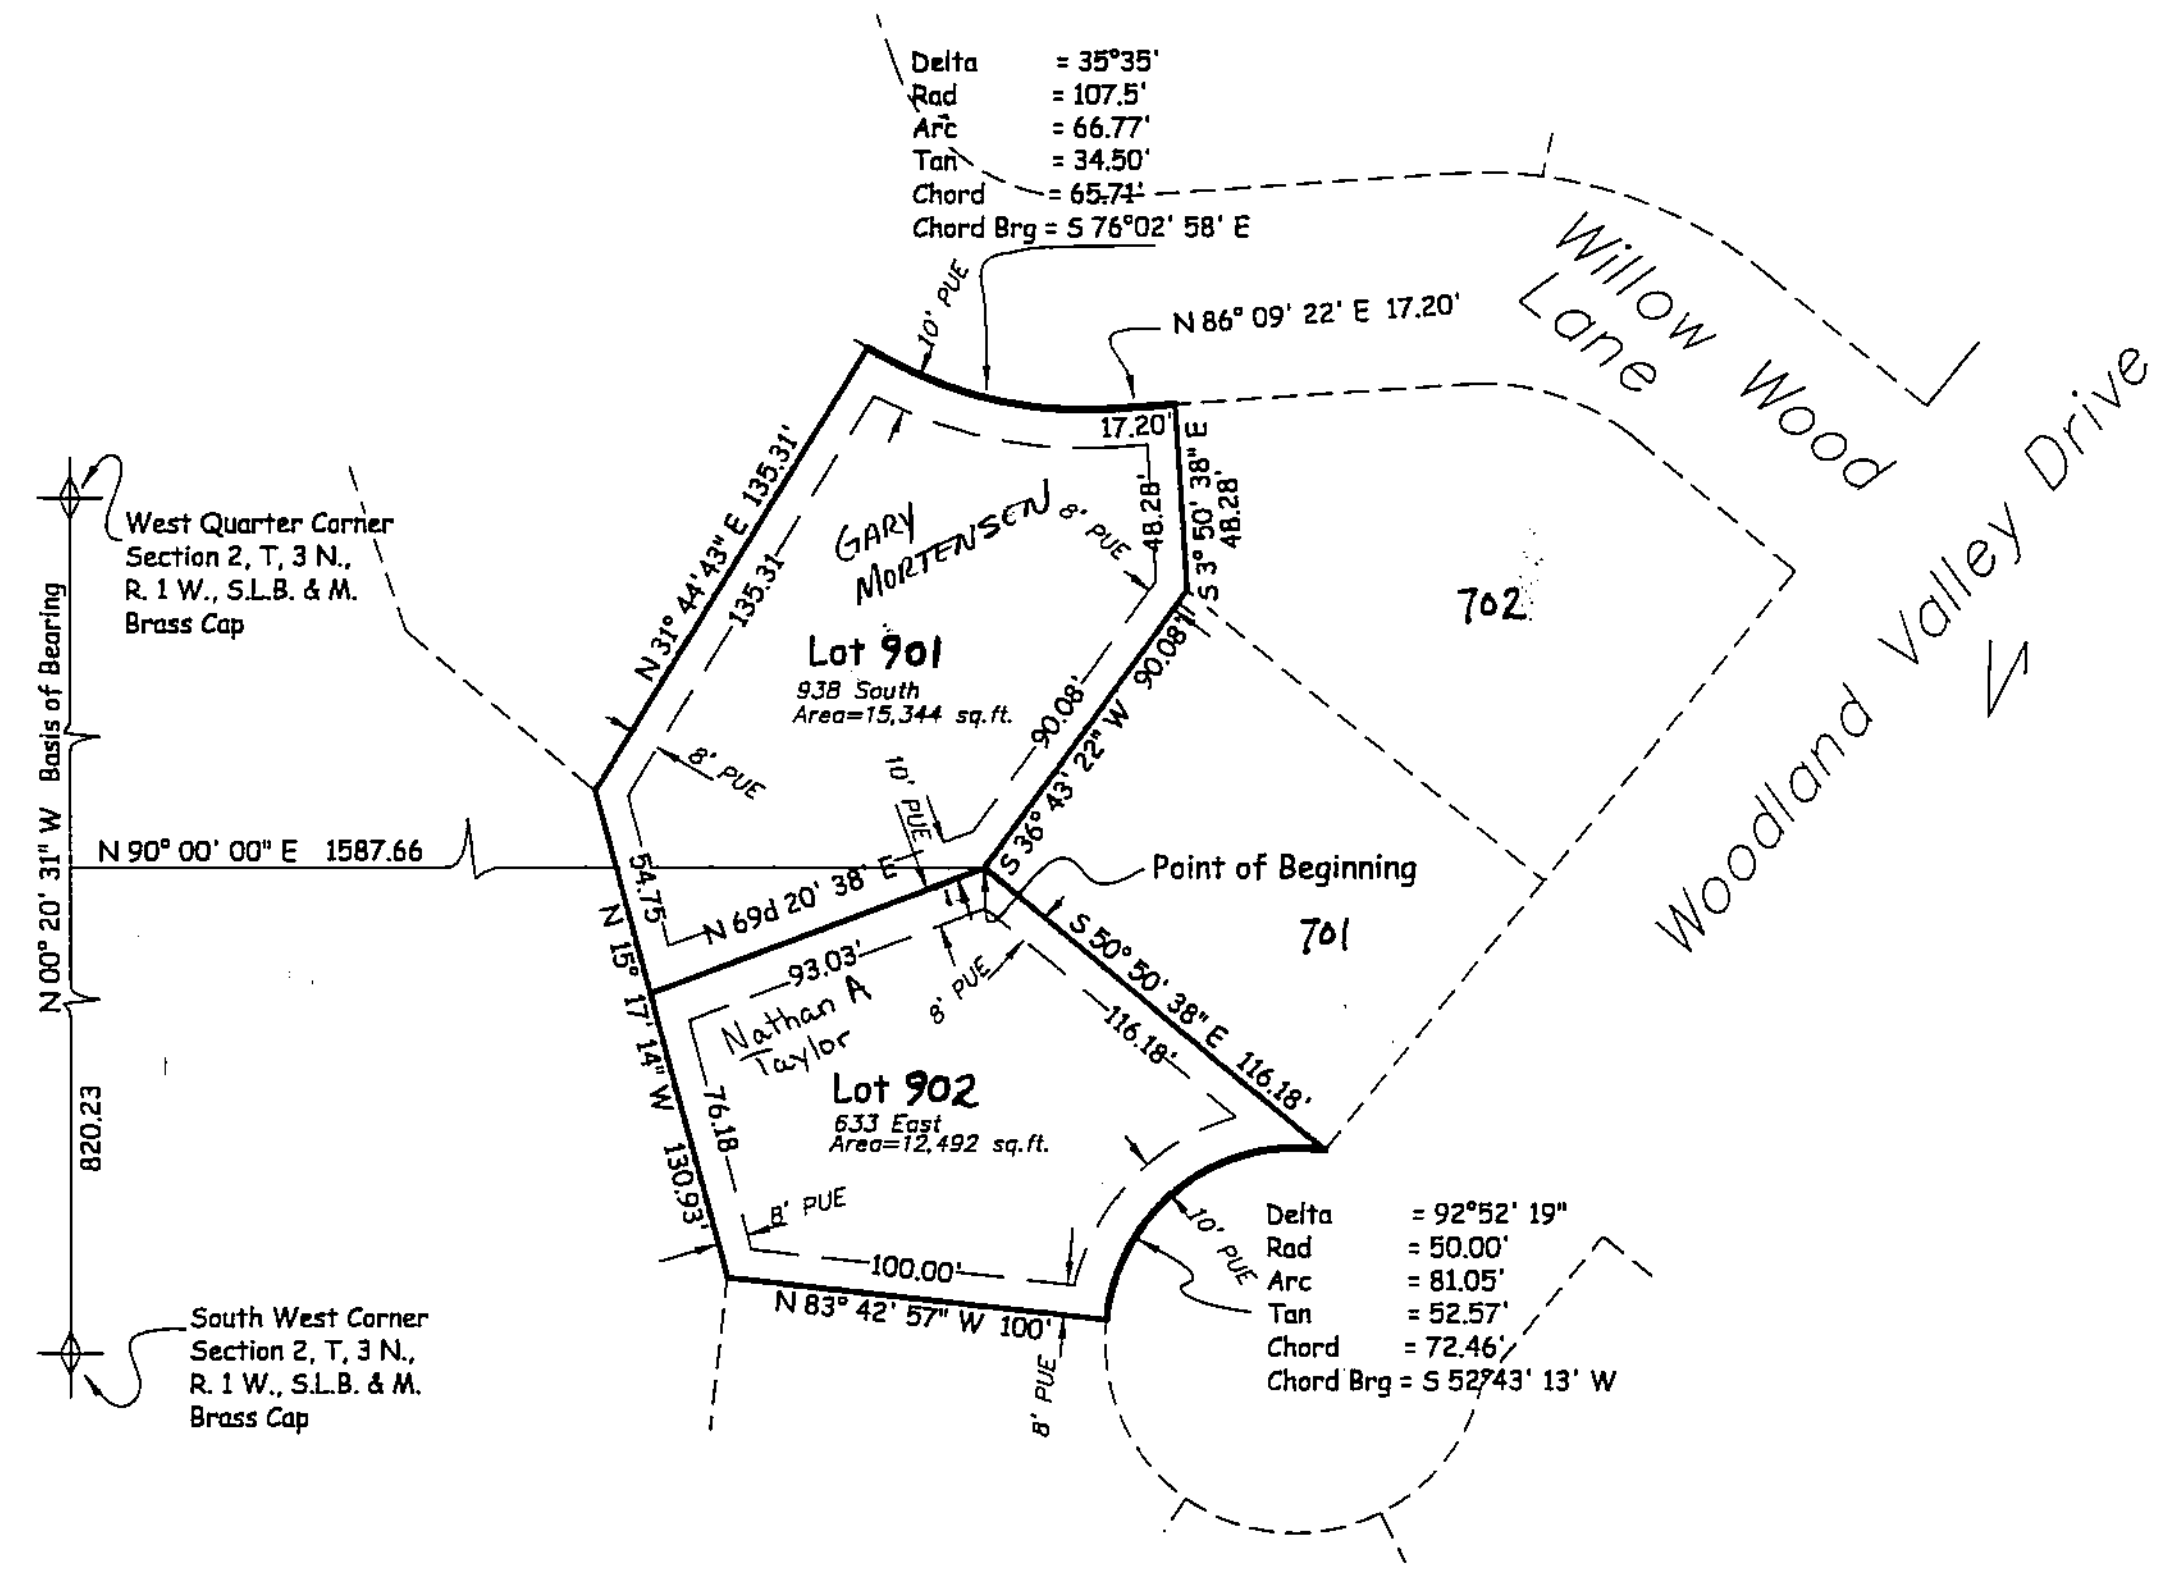 Delta = 35°35'
Rad = 107.5'
Arc = 66.77'
Tan = 34.50'
Chord = 65.71'
Chord Brg = S 76°02' 58' E
10' PUE
N 86° 09' 22' E 17.20'
Willow Wood
Lane
Woodland Valley Drive
17.20'
N 31° 44' 43" E 135.31'
135.31
GARY
MORTENSEN
8' PUE
48.28'
S 3° 50' 38" E
48.28'
West Quarter Corner
Section 2, T, 3 N.,
R. 1 W., S.L.B. & M.
Brass Cap
702
Lot 901
938 South
Area=15,344 sq.ft.
90.08'
90.08'
S 36° 43' 22" W
8' PUE
10' PUE
N 00° 20' 31" W Basis of Bearing
N 90° 00' 00" E 1587.66
54.75
N 69d 20' 38' E
Point of Beginning
701
N 15° 17' 14" W 130.93'
93.03'
8' PUE
S 50° 50' 38" E 116.18'
116.18'
Nathan A
Taylor
Lot 902
633 East
Area=12,492 sq.ft.
76.18
820.23
8' PUE
100.00'
N 83° 42' 57" W 100'
8' PUE
10' PUE
Delta = 92°52' 19"
Rad = 50.00'
Arc = 81.05'
Tan = 52.57'
Chord = 72.46'
Chord Brg = S 52°43' 13' W
South West Corner
Section 2, T, 3 N.,
R. 1 W., S.L.B. & M.
Brass Cap